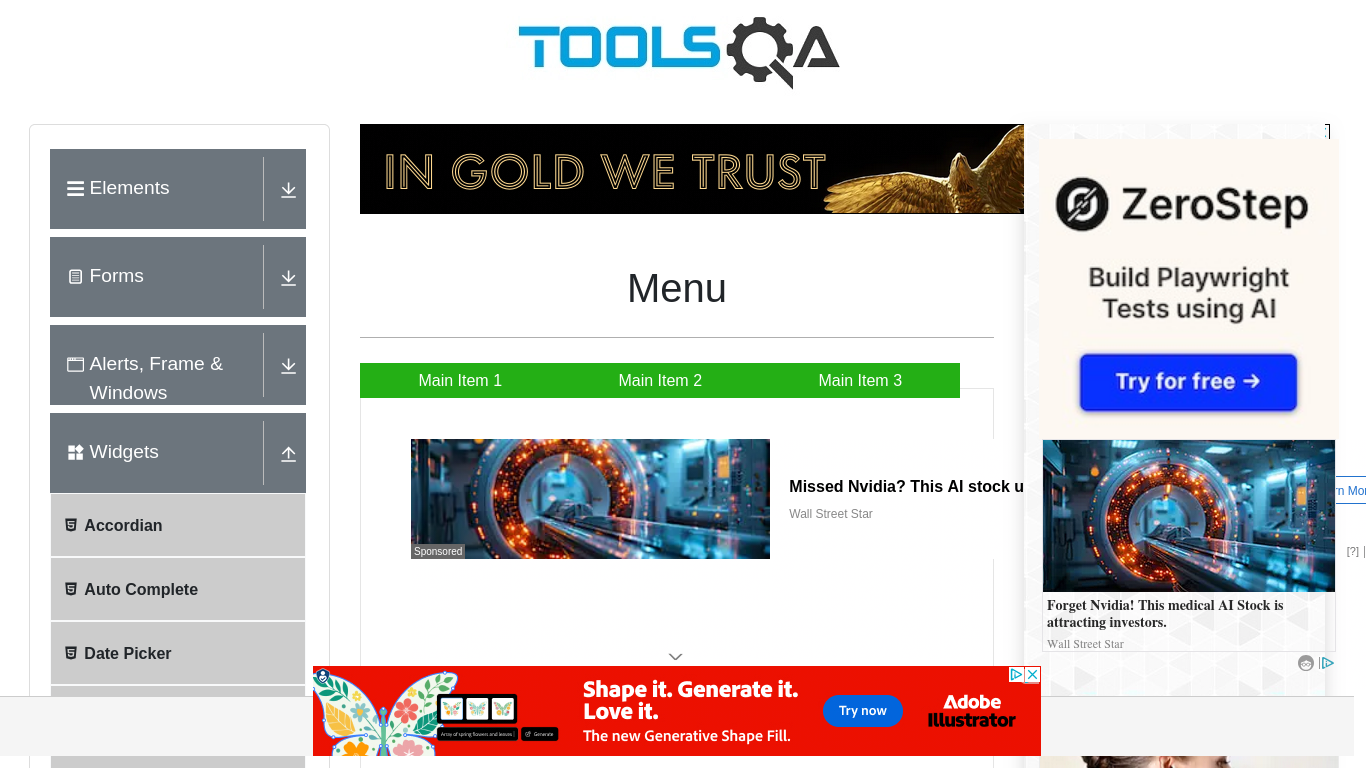 TOOLSQA
Elements
Forms
Alerts, Frame &
Windows
Widgets
Accordian
Auto Complete
Date Picker
IN GOLD WE TRUST
Menu
Main Item 1
Main Item 2
Main Item 3
Sponsored
Missed Nvidia? This AI stock u
Wall Street Star
ZeroStep
Build Playwright
Tests using AI
Try for free →
rn Mor
[?] |
Forget Nvidia! This medical AI Stock is
attracting investors.
Wall Street Star
Array of spring flowers and leaves |
Generate
Shape it. Generate it.
Love it.
The new Generative Shape Fill.
Try now
Adobe
Illustrator